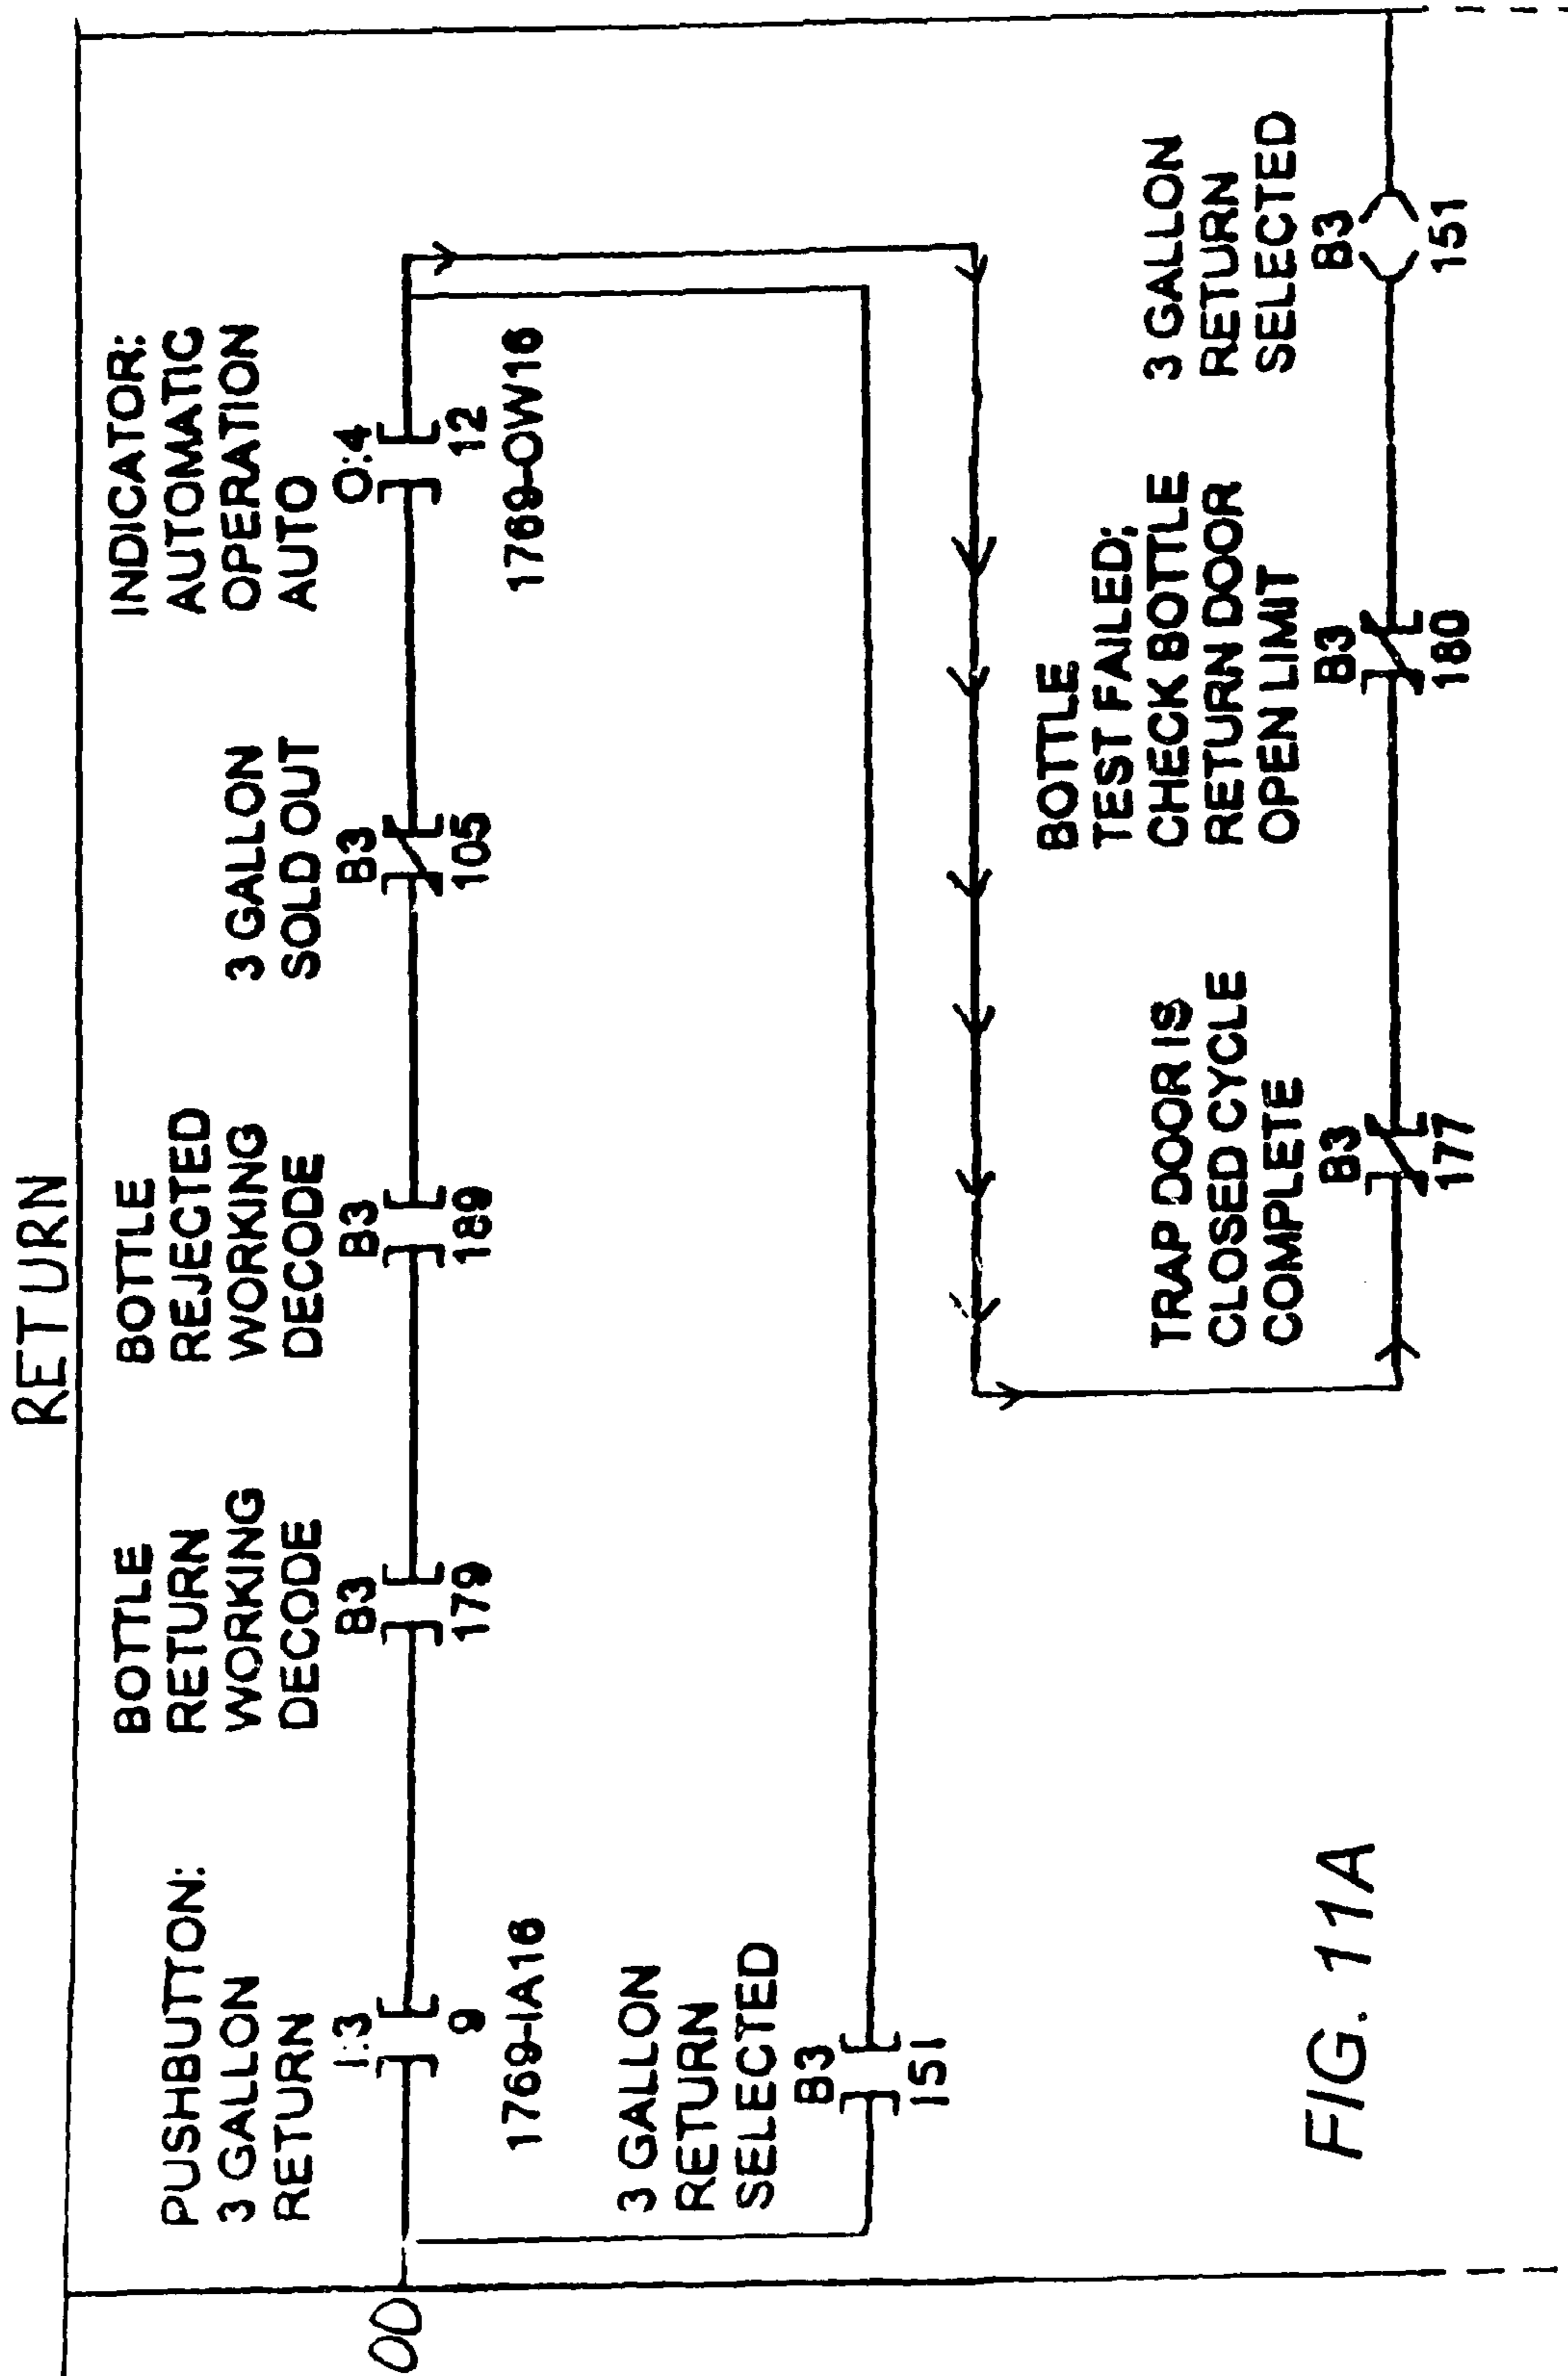 RETURN
00
PUSHBUTTON:
3 GALLON
RETURN
I:3
9
1769-IA16
BOTTLE
RETURN
WORKING
DECODE
B3
179
BOTTLE
REJECTED
WORKING
DECODE
B3
189
3 GALLON
SOLD OUT
B3
105
INDICATOR:
AUTOMATIC
OPERATION
AUTO
O:4
12
1769-OW16
3 GALLON
RETURN
SELECTED
B3
151
TRAP DOOR IS
CLOSED CYCLE
COMPLETE
B3
177
BOTTLE
TEST FAILED;
CHECK BOTTLE
RETURN DOOR
OPEN LIMIT
B3
180
3 GALLON
RETURN
SELECTED
B3
151
FIG. 11A